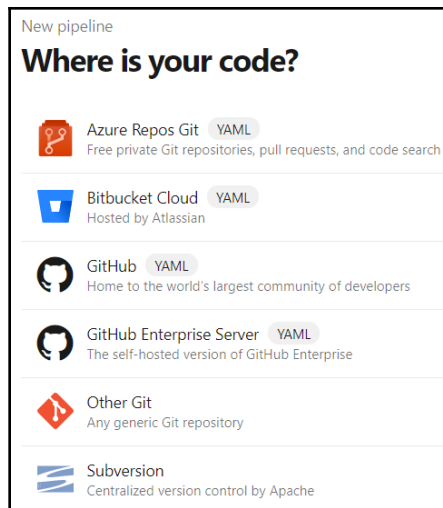 New pipeline
Where is your code?
Azure Repos Git YAML
Free private Git repositories, pull requests, and code search
Bitbucket Cloud YAML
Hosted by Atlassian
GitHub YAML
Home to the world's largest community of developers
GitHub Enterprise Server YAML
The self-hosted version of GitHub Enterprise
Other Git
Any generic Git repository
Subversion
Centralized version control by Apache